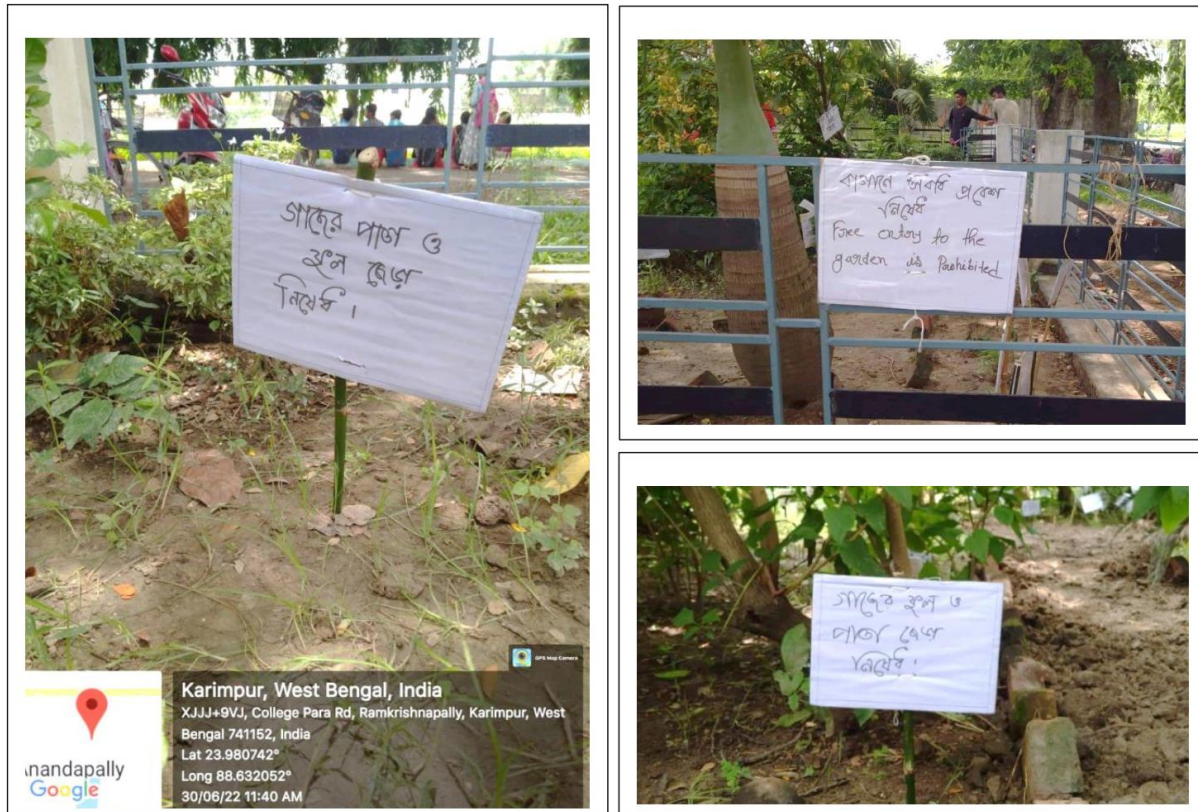 গাছের পাতা ও
ফুল ছেড়া
নিষেধ ।
GPS Map Camera
Karimpur, West Bengal, India
XJJJ+9VJ, College Para Rd, Ramkrishnapally, Karimpur, West
Bengal 741152, India
Lat 23.980742°
Long 88.632052°
30/06/22 11:40 AM
nandapally
Google
বাগানে অবাধ প্রবেশ
নিষেধ
Free entry to the
garden is Prohibited
গাছের ফুল ও
পাতা ছেড়া
নিষেধ ।